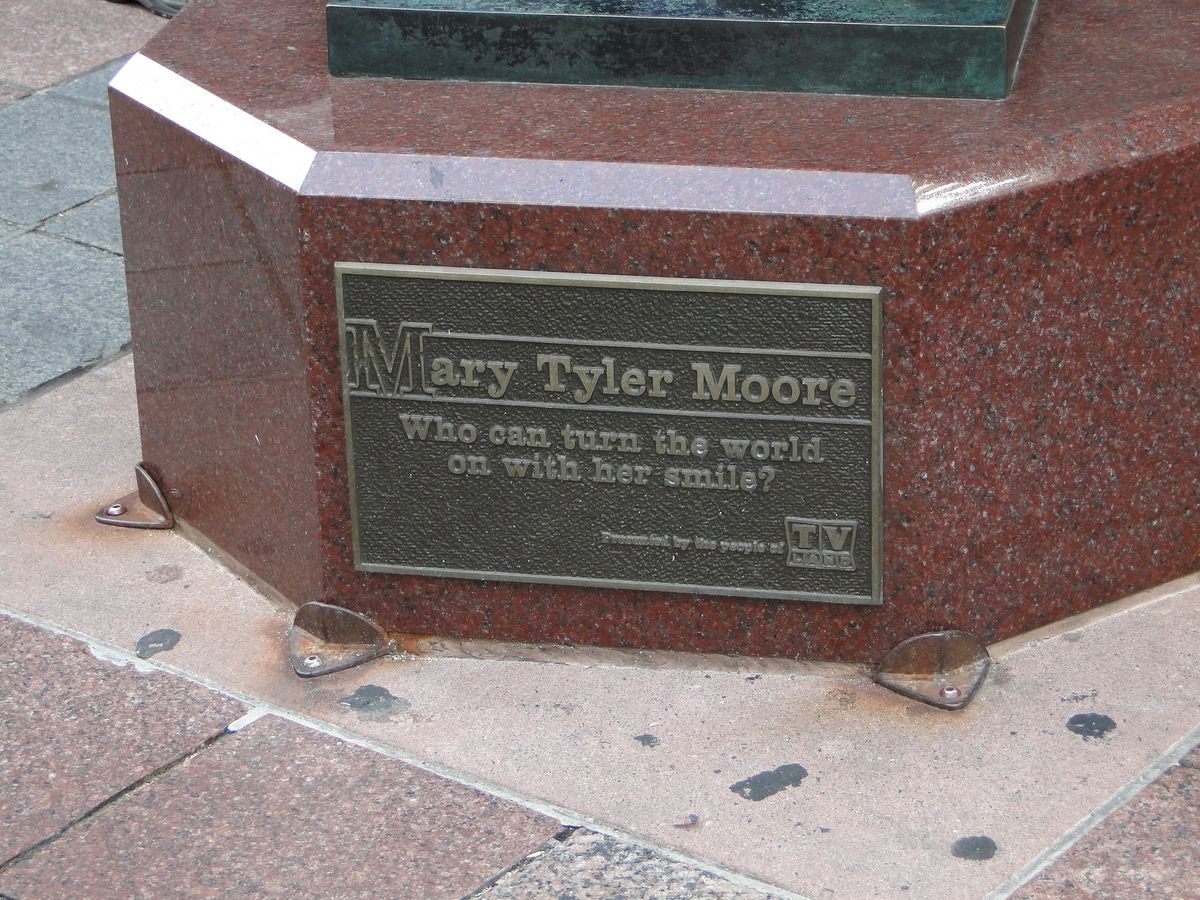 Mary Tyler Moore
Who can turn the world
on with her smile?
Presented by the people of
TV
LAND